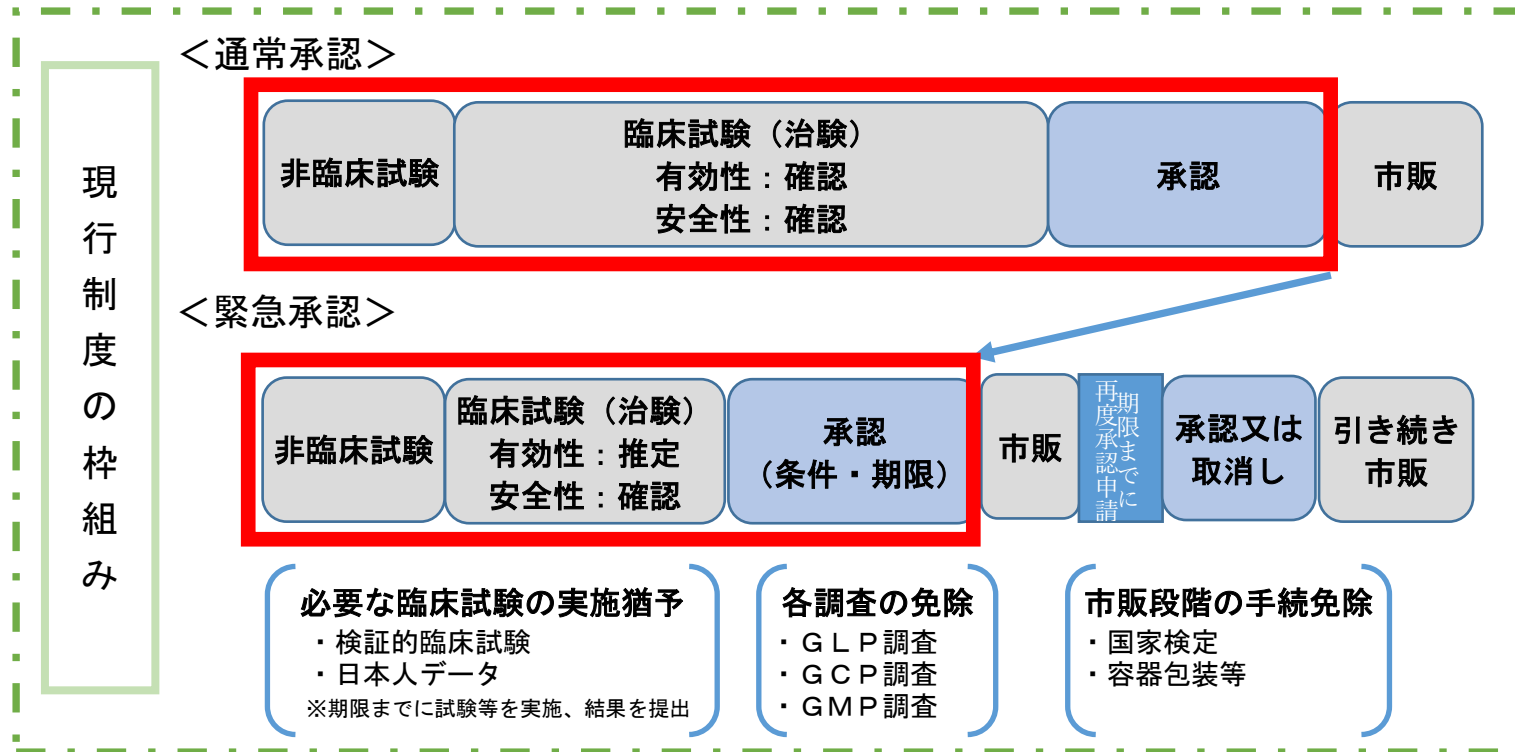 現行制度の枠組み
＜通常承認＞
非臨床試験
臨床試験（治験）
有効性：確認
安全性：確認
承認
市販
＜緊急承認＞
非臨床試験
臨床試験（治験）
有効性：推定
安全性：確認
承認
（条件・期限）
市販
期限までに
再度承認申請
承認又は
取消し
引き続き
市販
必要な臨床試験の実施猶予
・検証的臨床試験
・日本人データ
※期限までに試験等を実施、結果を提出
各調査の免除
・ＧＬＰ調査
・ＧＣＰ調査
・ＧＭＰ調査
市販段階の手続免除
・国家検定
・容器包装等